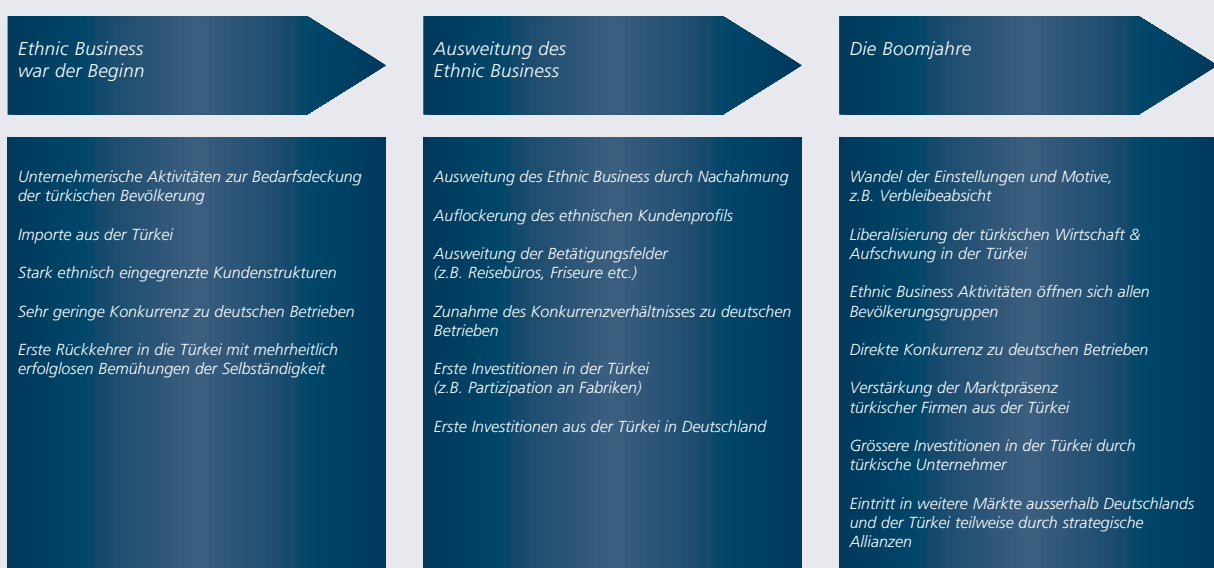 Ethnic Business
war der Beginn
Unternehmerische Aktivitäten zur Bedarfsdeckung
der türkischen Bevölkerung
Importe aus der Türkei
Stark ethnisch eingegrenzte Kundenstrukturen
Sehr geringe Konkurrenz zu deutschen Betrieben
Erste Rückkehrer in die Türkei mit mehrheitlich
erfolglosen Bemühungen der Selbständigkeit
Ausweitung des
Ethnic Business
Ausweitung des Ethnic Business durch Nachahmung
Auflockerung des ethnischen Kundenprofils
Ausweitung der Betätigungsfelder
(z.B. Reisebüros, Friseure etc.)
Zunahme des Konkurrenzverhältnisses zu deutschen
Betrieben
Erste Investitionen in der Türkei
(z.B. Partizipation an Fabriken)
Erste Investitionen aus der Türkei in Deutschland
Die Boomjahre
Wandel der Einstellungen und Motive,
z.B. Verbleibeabsicht
Liberalisierung der türkischen Wirtschaft &
Aufschwung in der Türkei
Ethnic Business Aktivitäten öffnen sich allen
Bevölkerungsgruppen
Direkte Konkurrenz zu deutschen Betrieben
Verstärkung der Marktpräsenz
türkischer Firmen aus der Türkei
Grössere Investitionen in der Türkei durch
türkische Unternehmer
Eintritt in weitere Märkte ausserhalb Deutschlands
und der Türkei teilweise durch strategische
Allianzen